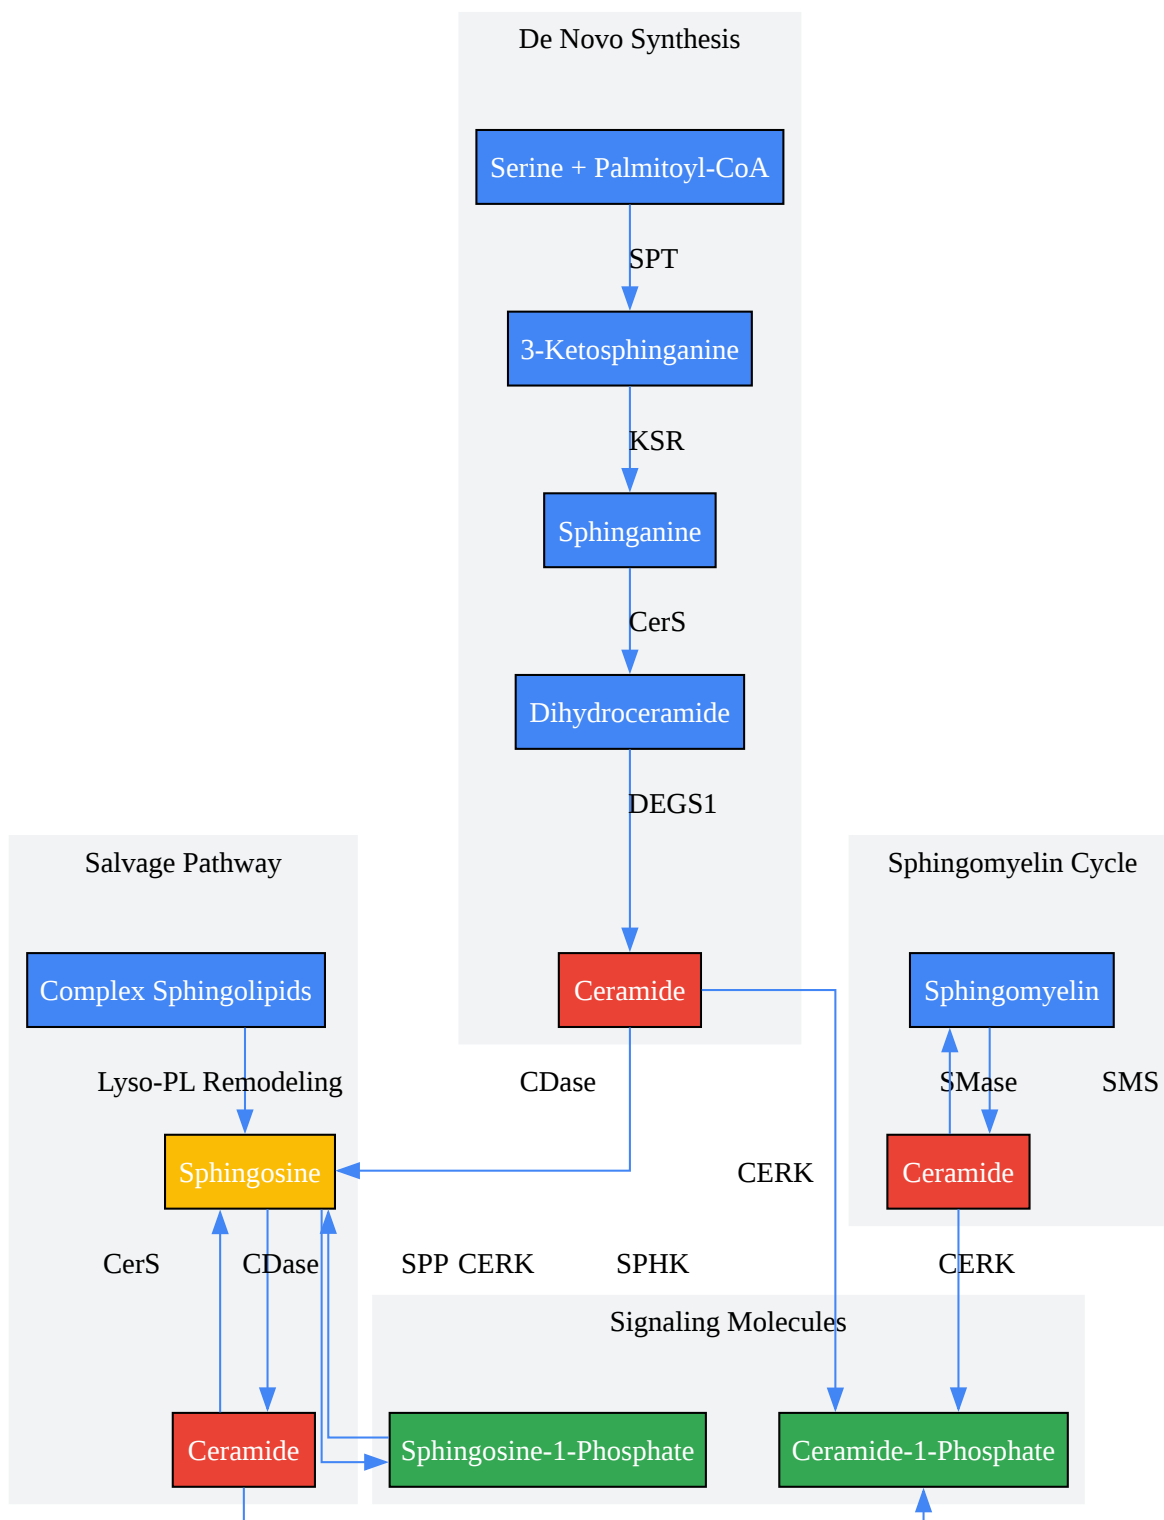 De Novo Synthesis
Serine + Palmitoyl-CoA
SPT
3-Ketosphinganine
KSR
Sphinganine
CerS
Dihydroceramide
DEGS1
Salvage Pathway
Sphingomyelin Cycle
Complex Sphingolipids
Ceramide
Sphingomyelin
Lyso-PL Remodeling
CDase
SMase
SMS
Sphingosine
CERK
Ceramide
CerS
CDase
SPP
CERK
SPHK
CERK
Signaling Molecules
Ceramide
Sphingosine-1-Phosphate
Ceramide-1-Phosphate